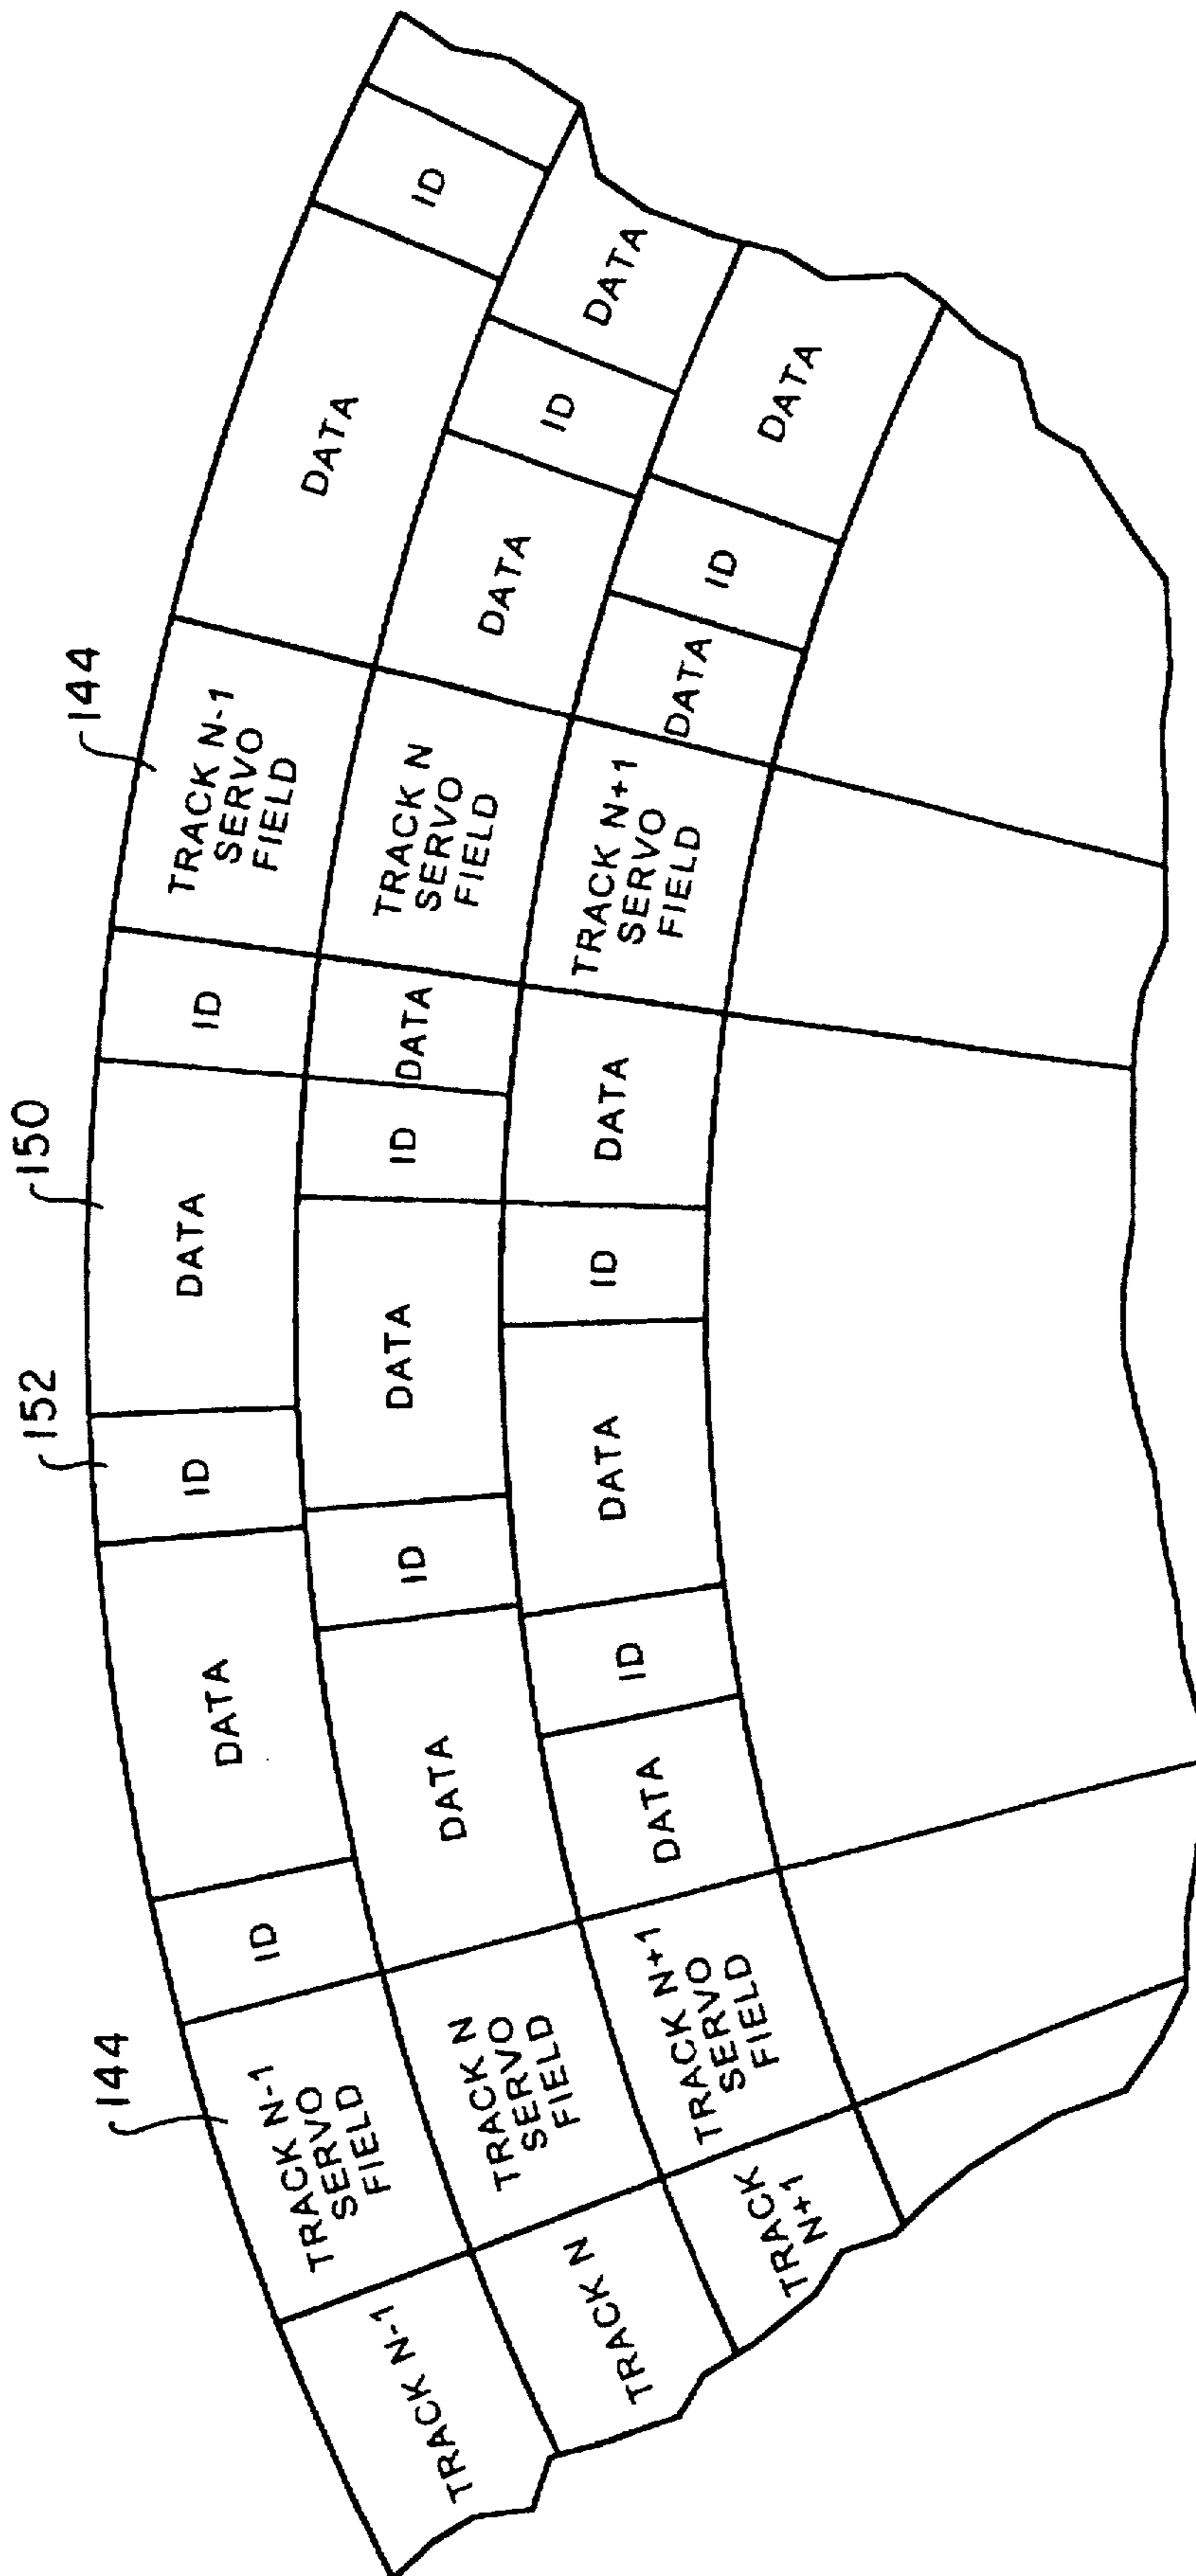 144
152
150
144
TRACK N-1
TRACK N-1
SERVO
FIELD
ID
DATA
ID
DATA
ID
TRACK N-1
SERVO
FIELD
DATA
ID
TRACK N
TRACK N
SERVO
FIELD
DATA
ID
DATA
ID
DATA
TRACK N
SERVO
FIELD
DATA
ID
DATA
TRACK
N+1
TRACK N+1
SERVO
FIELD
DATA
ID
DATA
ID
DATA
TRACK N+1
SERVO
FIELD
DATA
ID
DATA